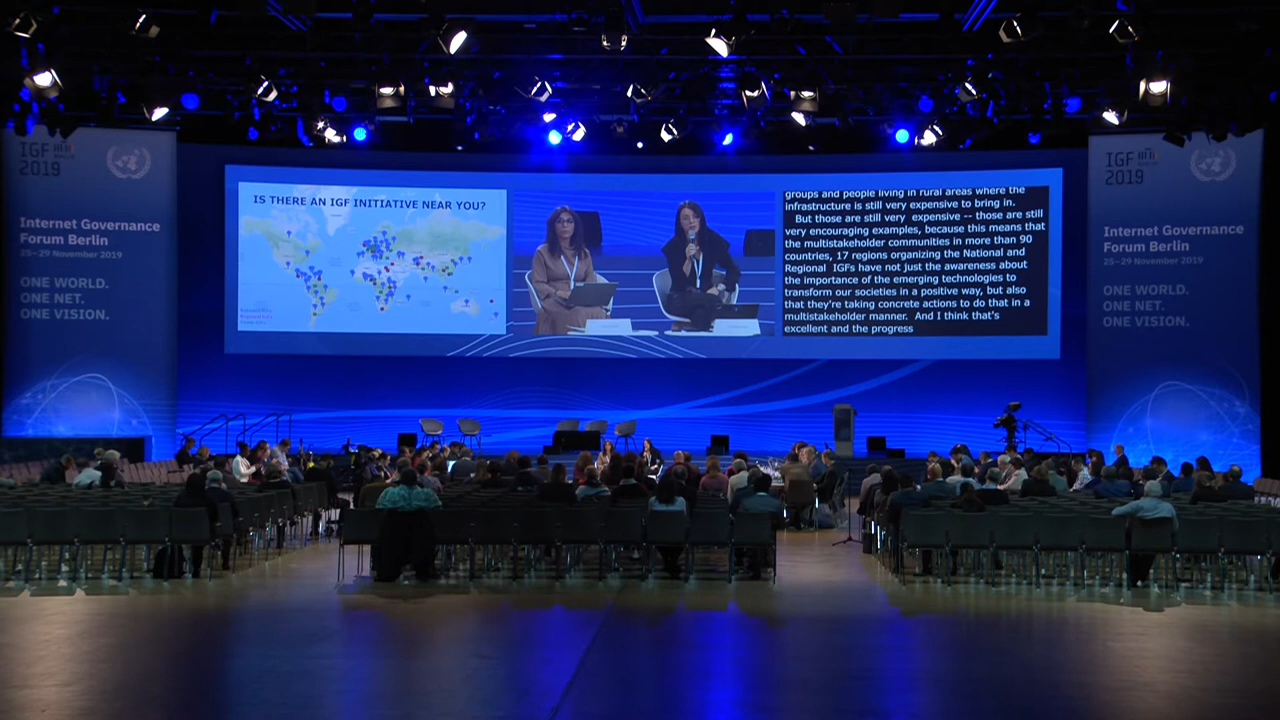 IGF
2019
Internet Governance
Forum Berlin
25–29 November 2019
ONE WORLD.
ONE NET.
ONE VISION.
IS THERE AN IGF INITIATIVE NEAR YOU?
groups and people living in rural areas where the
infrastructure is still very expensive to bring in.
But those are still very expensive -- those are still
very encouraging examples, because this means that
the multistakeholder communities in more than 90
countries, 17 regions organizing the National and
Regional IGFs have not just the awareness about
the importance of the emerging technologies to
transform our societies in a positive way, but also
that they're taking concrete actions to do that in a
multistakeholder manner. And I think that's
excellent and the progress
IGF
2019
Internet Governance
Forum Berlin
25–29 November 2019
ONE WORLD.
ONE NET.
ONE VISION.